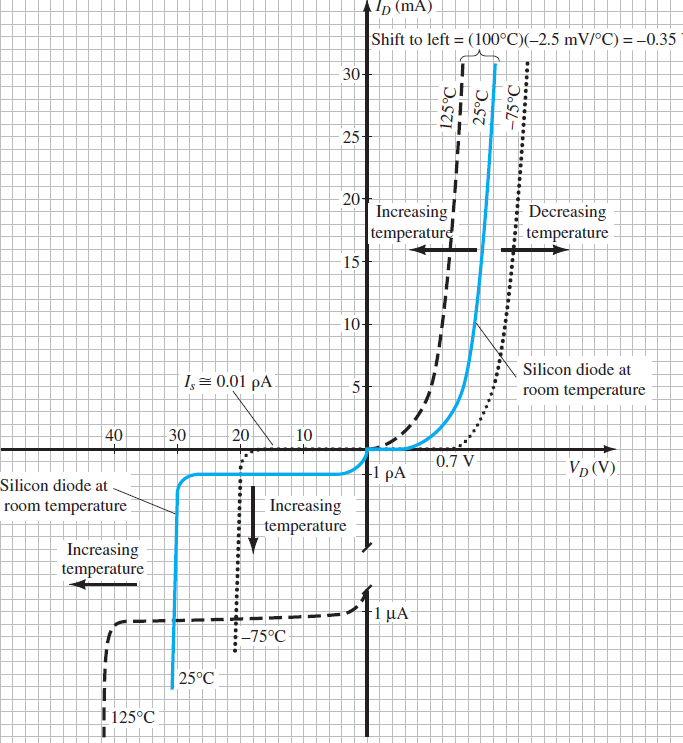 I_D (mA)
Shift to left = (100°C)(–2.5 mV/°C) = –0.35
30
125°C
25°C
–75°C
25
20
Increasing
temperature
Decreasing
temperature
15
10
Silicon diode at
room temperature
I_s ≅ 0.01 ρA
5
40
30
20
10
0.7 V
V_D (V)
1 ρA
Silicon diode at
room temperature
Increasing
temperature
Increasing
temperature
1 μA
–75°C
25°C
125°C